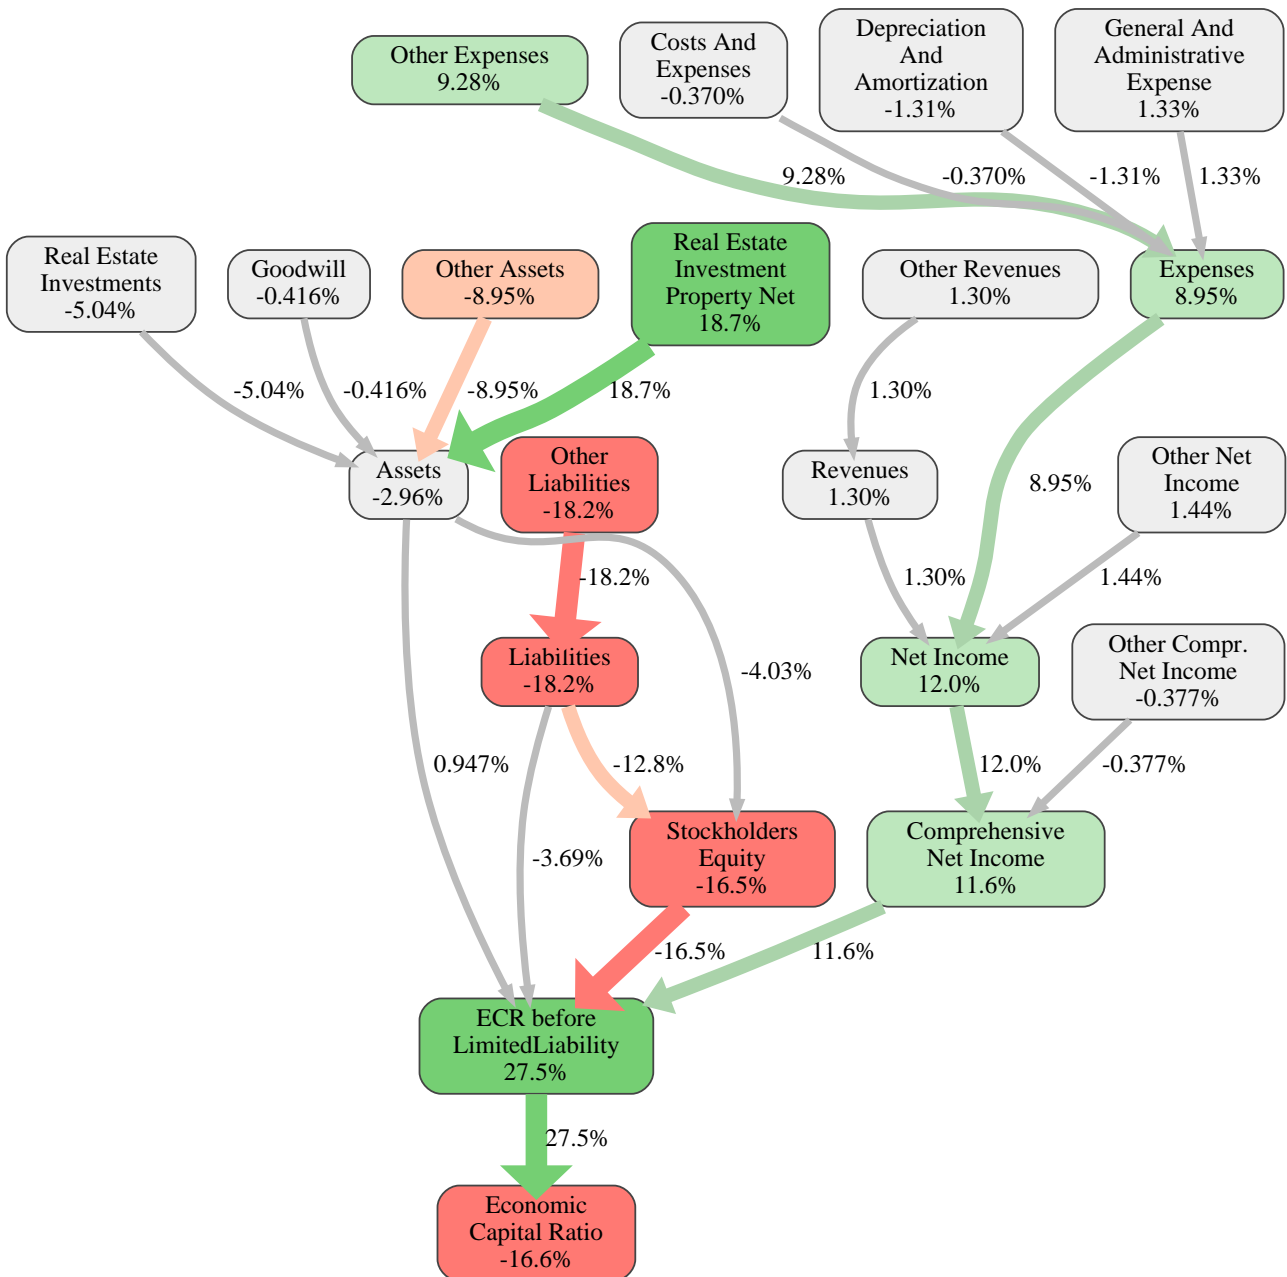 Other Expenses
9.28%
Costs And
Expenses
-0.370%
Depreciation
And
Amortization
-1.31%
General And
Administrative
Expense
1.33%
9.28%
-0.370%
-1.31%
1.33%
Real Estate
Investments
-5.04%
Goodwill
-0.416%
Other Assets
-8.95%
Real Estate
Investment
Property Net
18.7%
Other Revenues
1.30%
Expenses
8.95%
-5.04%
-0.416%
-8.95%
18.7%
1.30%
Assets
-2.96%
Other
Liabilities
-18.2%
Revenues
1.30%
8.95%
Other Net
Income
1.44%
-18.2%
1.30%
1.44%
Liabilities
-18.2%
-4.03%
Net Income
12.0%
Other Compr.
Net Income
-0.377%
0.947%
-12.8%
12.0%
-0.377%
-3.69%
Stockholders
Equity
-16.5%
Comprehensive
Net Income
11.6%
-16.5%
11.6%
ECR before
LimitedLiability
27.5%
27.5%
Economic
Capital Ratio
-16.6%